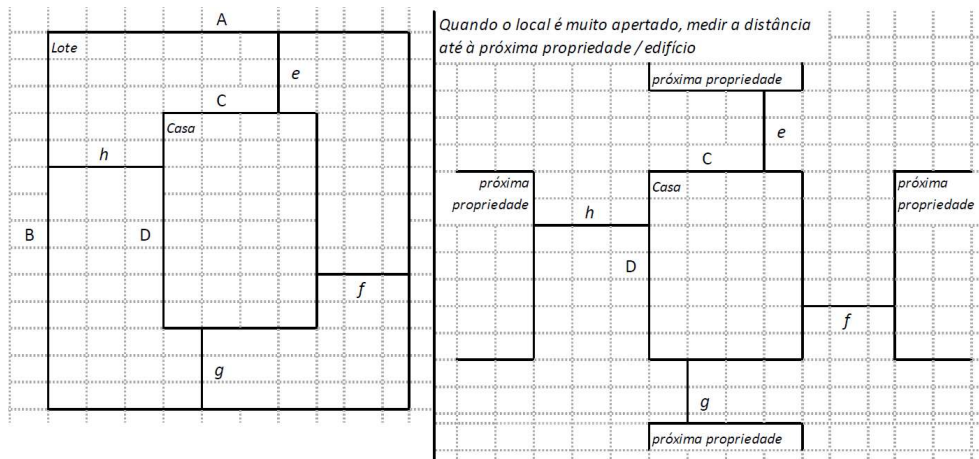 A
Lote
e
C
Casa
h
B
D
f
g
Quando o local é muito apertado, medir a distância
até à próxima propriedade / edifício
próxima propriedade
e
C
próxima
propriedade
Casa
próxima
propriedade
h
D
f
g
próxima propriedade